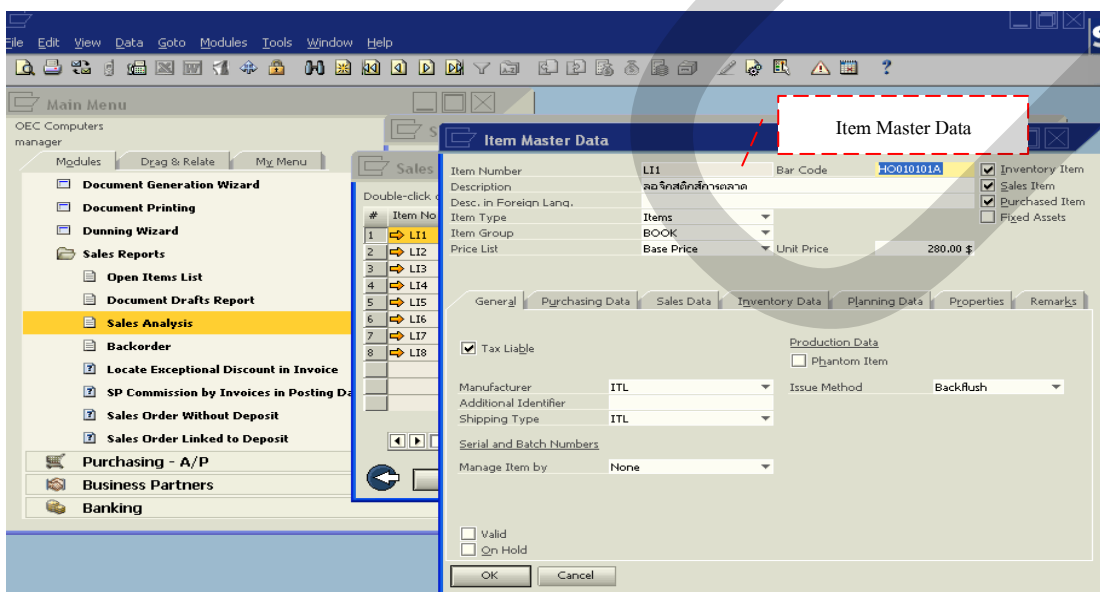 File Edit View Data Goto Modules Tools Window Help
S
Main Menu
OEC Computers
manager
Modules Drag & Relate My Menu
Document Generation Wizard
Document Printing
Dunning Wizard
Sales Reports
Open Items List
Document Drafts Report
Sales Analysis
Backorder
Locate Exceptional Discount in Invoice
SP Commission by Invoices in Posting Da
Sales Order Without Deposit
Sales Order Linked to Deposit
Purchasing - A/P
Business Partners
Banking
S
Sales
Double-click
# Item No
1 LI1
2 LI2
3 LI3
4 LI4
5 LI5
6 LI6
7 LI7
8 LI8
Item Master Data
Item Master Data
Item Number LI1 Bar Code HO010101A Inventory Item
Description ลอจิกสติกส์การตลาด Sales Item
Desc. in Foreign Lang. Purchased Item
Item Type Items Fixed Assets
Item Group BOOK
Price List Base Price Unit Price 280.00 $
General Purchasing Data Sales Data Inventory Data Planning Data Properties Remarks
Tax Liable Production Data
Phantom Item
Manufacturer ITL Issue Method Backflush
Additional Identifier
Shipping Type ITL
Serial and Batch Numbers
Manage Item by None
Valid
On Hold
OK Cancel